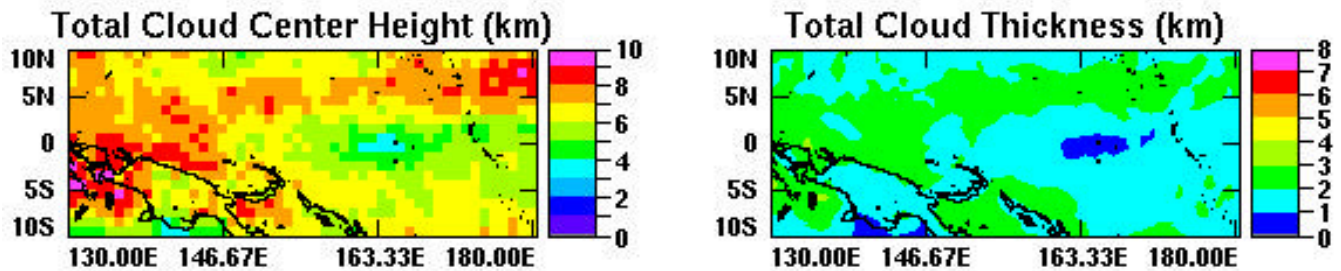 Total Cloud Center Height (km)
10N
5N
0
5S
10S
130.00E 146.67E 163.33E 180.00E
10
8
6
4
2
0
Total Cloud Thickness (km)
10N
5N
0
5S
10S
130.00E 146.67E 163.33E 180.00E
8
7
6
5
4
3
2
1
0